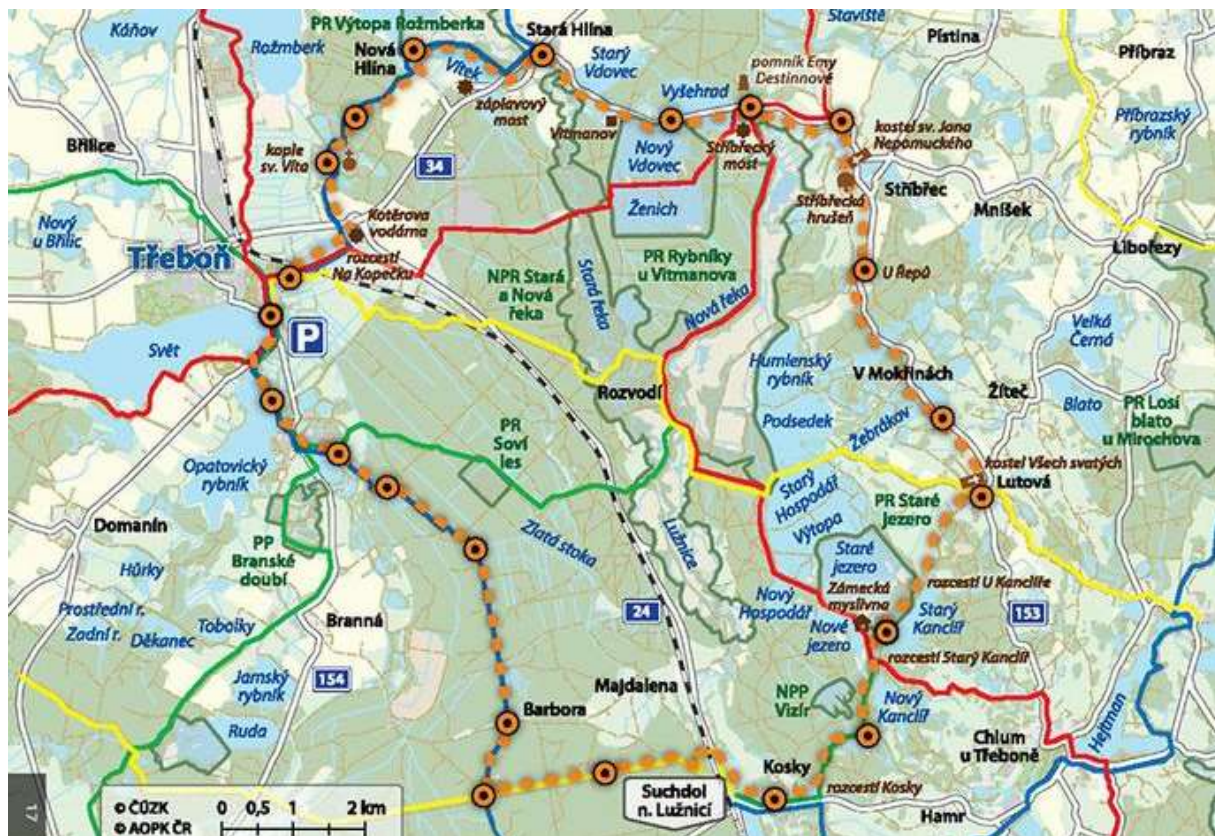 Káňov
Rožmberk
PR Výtopa Rožmberka
Nová
Hlína
Stará Hlína
Vítek
záplavový
most
Starý
Vdovec
Vyšehrad
pomník Emy
Destinnové
Staviště
Pístina
Příbraz
Příbrazský
rybník
Břilice
kaple
sv. Víta
34
Vitmanov
Nový
Vdovec
Stříbřecký
most
kostel sv. Jana
Nepomuckého
Stříbřec
Mníšek
Stříbřecká
hrušeň
Libořezy
Nový
u Břilic
Třeboň
Kotěrova
vodárna
rozcestí
Na Kopečku
Ženich
NPR Stará
a Nová
řeka
Stará řeka
PR Rybníky
u Vitmanova
Nová řeka
U Řepů
P
Svět
Rozvodí
Humlenský
rybník
Podsedek
V Mokřinách
Žebrákov
Žíteč
Velká
Černá
Blato
PR Losí
blato
u Mirochova
Opatovický
rybník
PR
Soví
les
kostel Všech svatých
Lutová
Starý
Hospodář
Výtopa
PR Staré
Jezero
Domanín
PP
Branské
doubí
Zlatá stoka
Lužnice
Staré
jezero
Hůrky
24
Nový
Hospodář
Zámecká
myslivna
rozcestí U Kanclíře
Starý
Kanclíř
153
Prostřední r.
Zadní r.
Děkanec
Tobolky
Branná
Nové
jezero
rozcestí Starý Kanclíř
Jamský
rybník
154
Majdalena
NPP
Vizír
Nový
Kanclíř
Hejtman
Ruda
Barbora
Chlum
u Třeboně
Kosky
rozcestí Kosky
Suchdol
n. Lužnicí
Hamr
17
© ČÚZK
© AOPK ČR
0 0,5 1 2 km